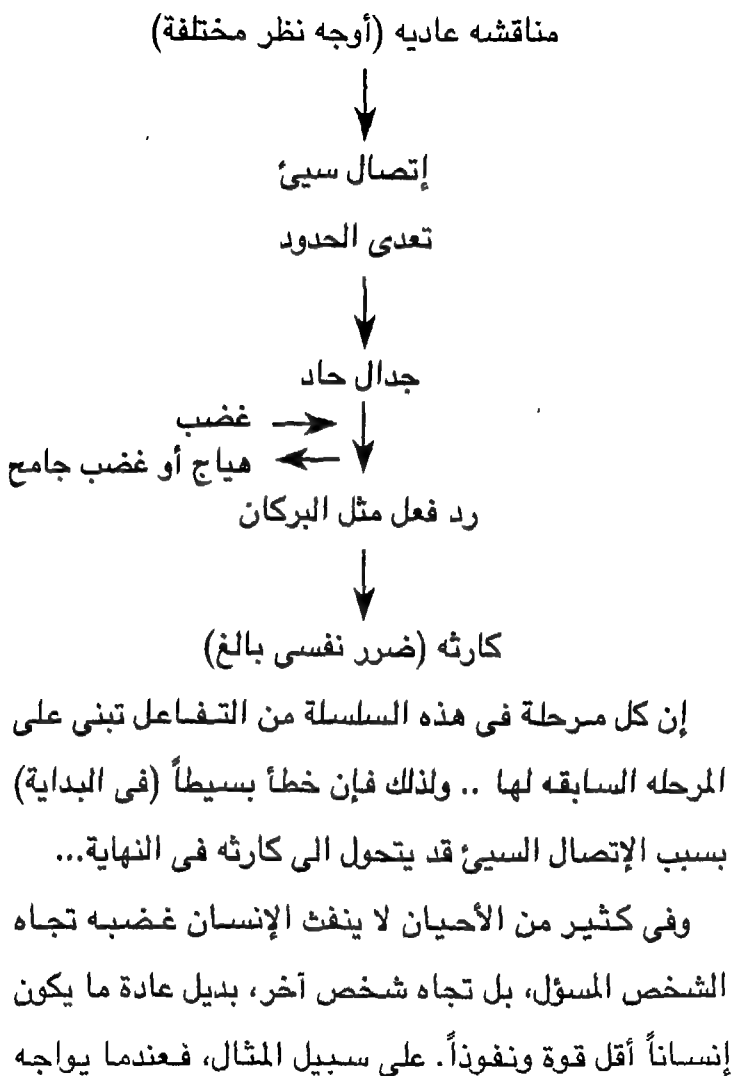 مناقشه عاديه (أوجه نظر مختلفة)
إتصال سيئ
تعدى الحدود
جدال حاد
غضب
هياج أو غضب جامح
رد فعل مثل البركان
كارثه (ضرر نفسى بالغ)
إن كل مرحلة فى هذه السلسلة من التفاعل تبنى على
المرحله السابقه لها .. ولذلك فإن خطأ بسيطاً (فى البداية)
بسبب الإتصال السيئ قد يتحول الى كارثه فى النهاية...
وفى كثير من الأحيان لا ينفث الإنسان غضبه تجاه
الشخص المسؤل، بل تجاه شخص آخر، بديل عادة ما يكون
إنساناً أقل قوة ونفوذاً. على سبيل المثال، فعندما يواجه